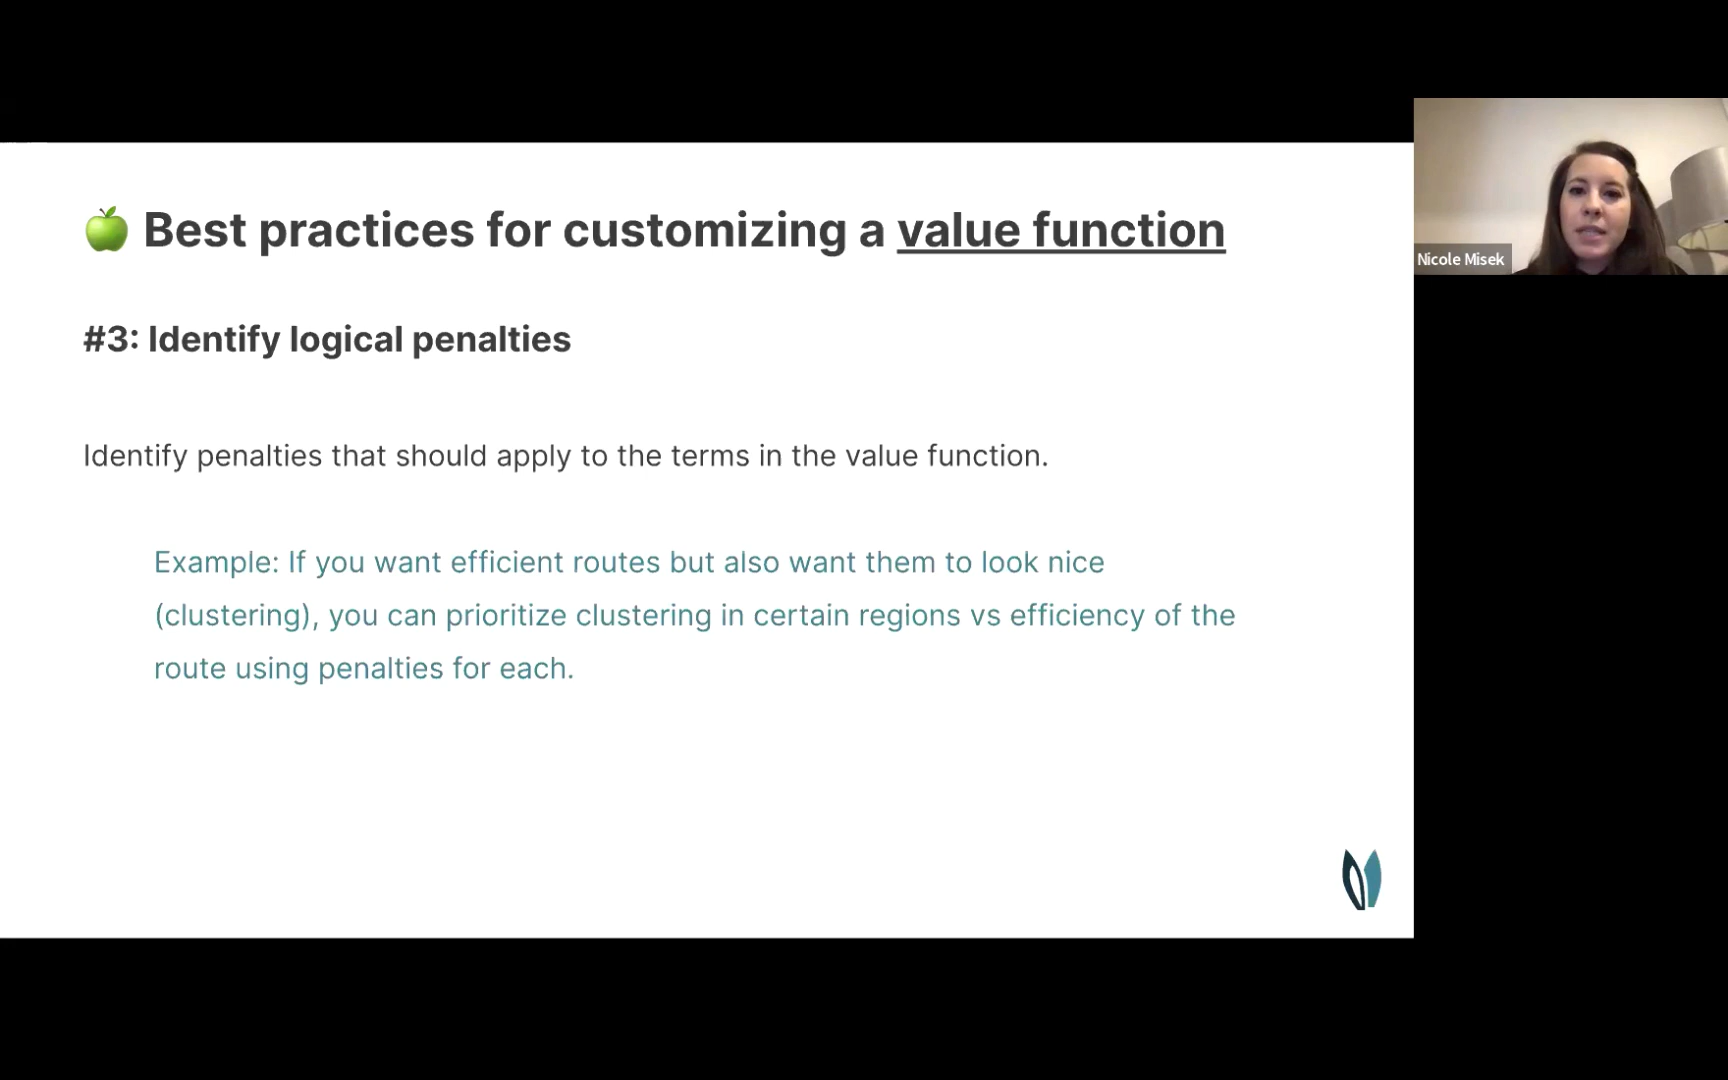 🍏 Best practices for customizing a value function
#3: Identify logical penalties
Identify penalties that should apply to the terms in the value function.
Example: If you want efficient routes but also want them to look nice
(clustering), you can prioritize clustering in certain regions vs efficiency of the
route using penalties for each.
Nicole Misek